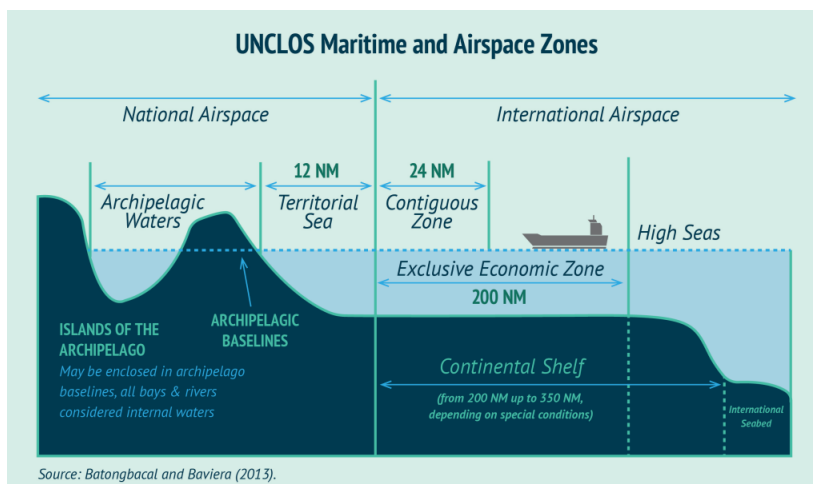 UNCLOS Maritime and Airspace Zones
National Airspace
International Airspace
12 NM
24 NM
Archipelagic
Waters
Territorial
Sea
Contiguous
Zone
High Seas
Exclusive Economic Zone
200 NM
ARCHIPELAGIC
BASELINES
ISLANDS OF THE
ARCHIPELAGO
May be enclosed in archipelago
baselines, all bays & rivers
considered internal waters
Continental Shelf
(from 200 NM up to 350 NM,
depending on special conditions)
International
Seabed
Source: Batongbacal and Baviera (2013).